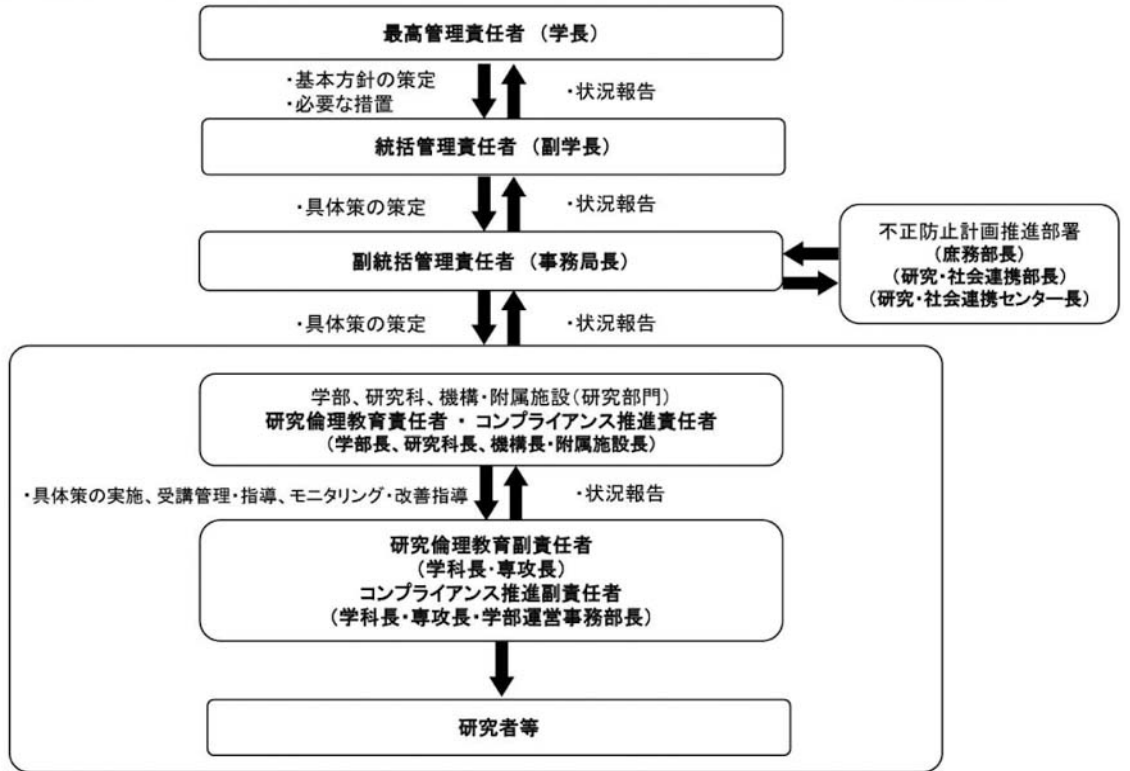 最高管理責任者（学長）
・基本方針の策定
・必要な措置
・状況報告
統括管理責任者（副学長）
・具体策の策定
・状況報告
副統括管理責任者（事務局長）
不正防止計画推進部署
(庶務部長)
(研究・社会連携部長)
(研究・社会連携センター長)
・具体策の策定
・状況報告
学部、研究科、機構・附属施設(研究部門)
研究倫理教育責任者 ・ コンプライアンス推進責任者
(学部長、研究科長、機構長・附属施設長)
・具体策の実施、受講管理・指導、モニタリング・改善指導
・状況報告
研究倫理教育副責任者
(学科長・専攻長)
コンプライアンス推進副責任者
(学科長・専攻長・学部運営事務部長)
研究者等